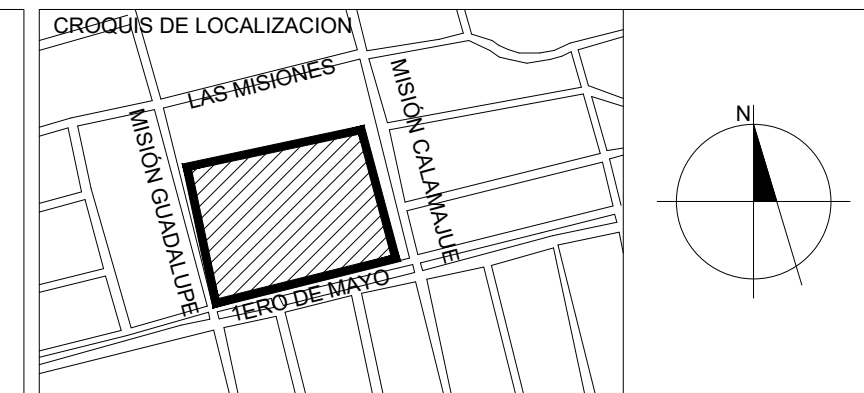 CROQUIS DE LOCALIZACION
LAS MISIONES
MISIÓN CALAMAJUE
MISIÓN GUADALUPE
1ERO DE MAYO
N